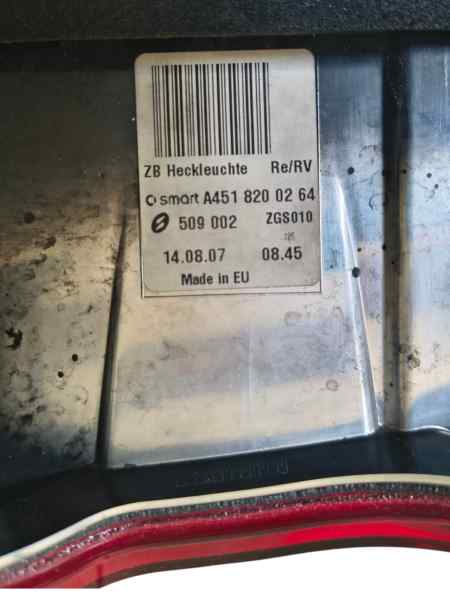 ZB Heckleuchte Re/RV
smart A451 820 02 64
509 002 ZGS010
14.08.07 08.45
Made in EU